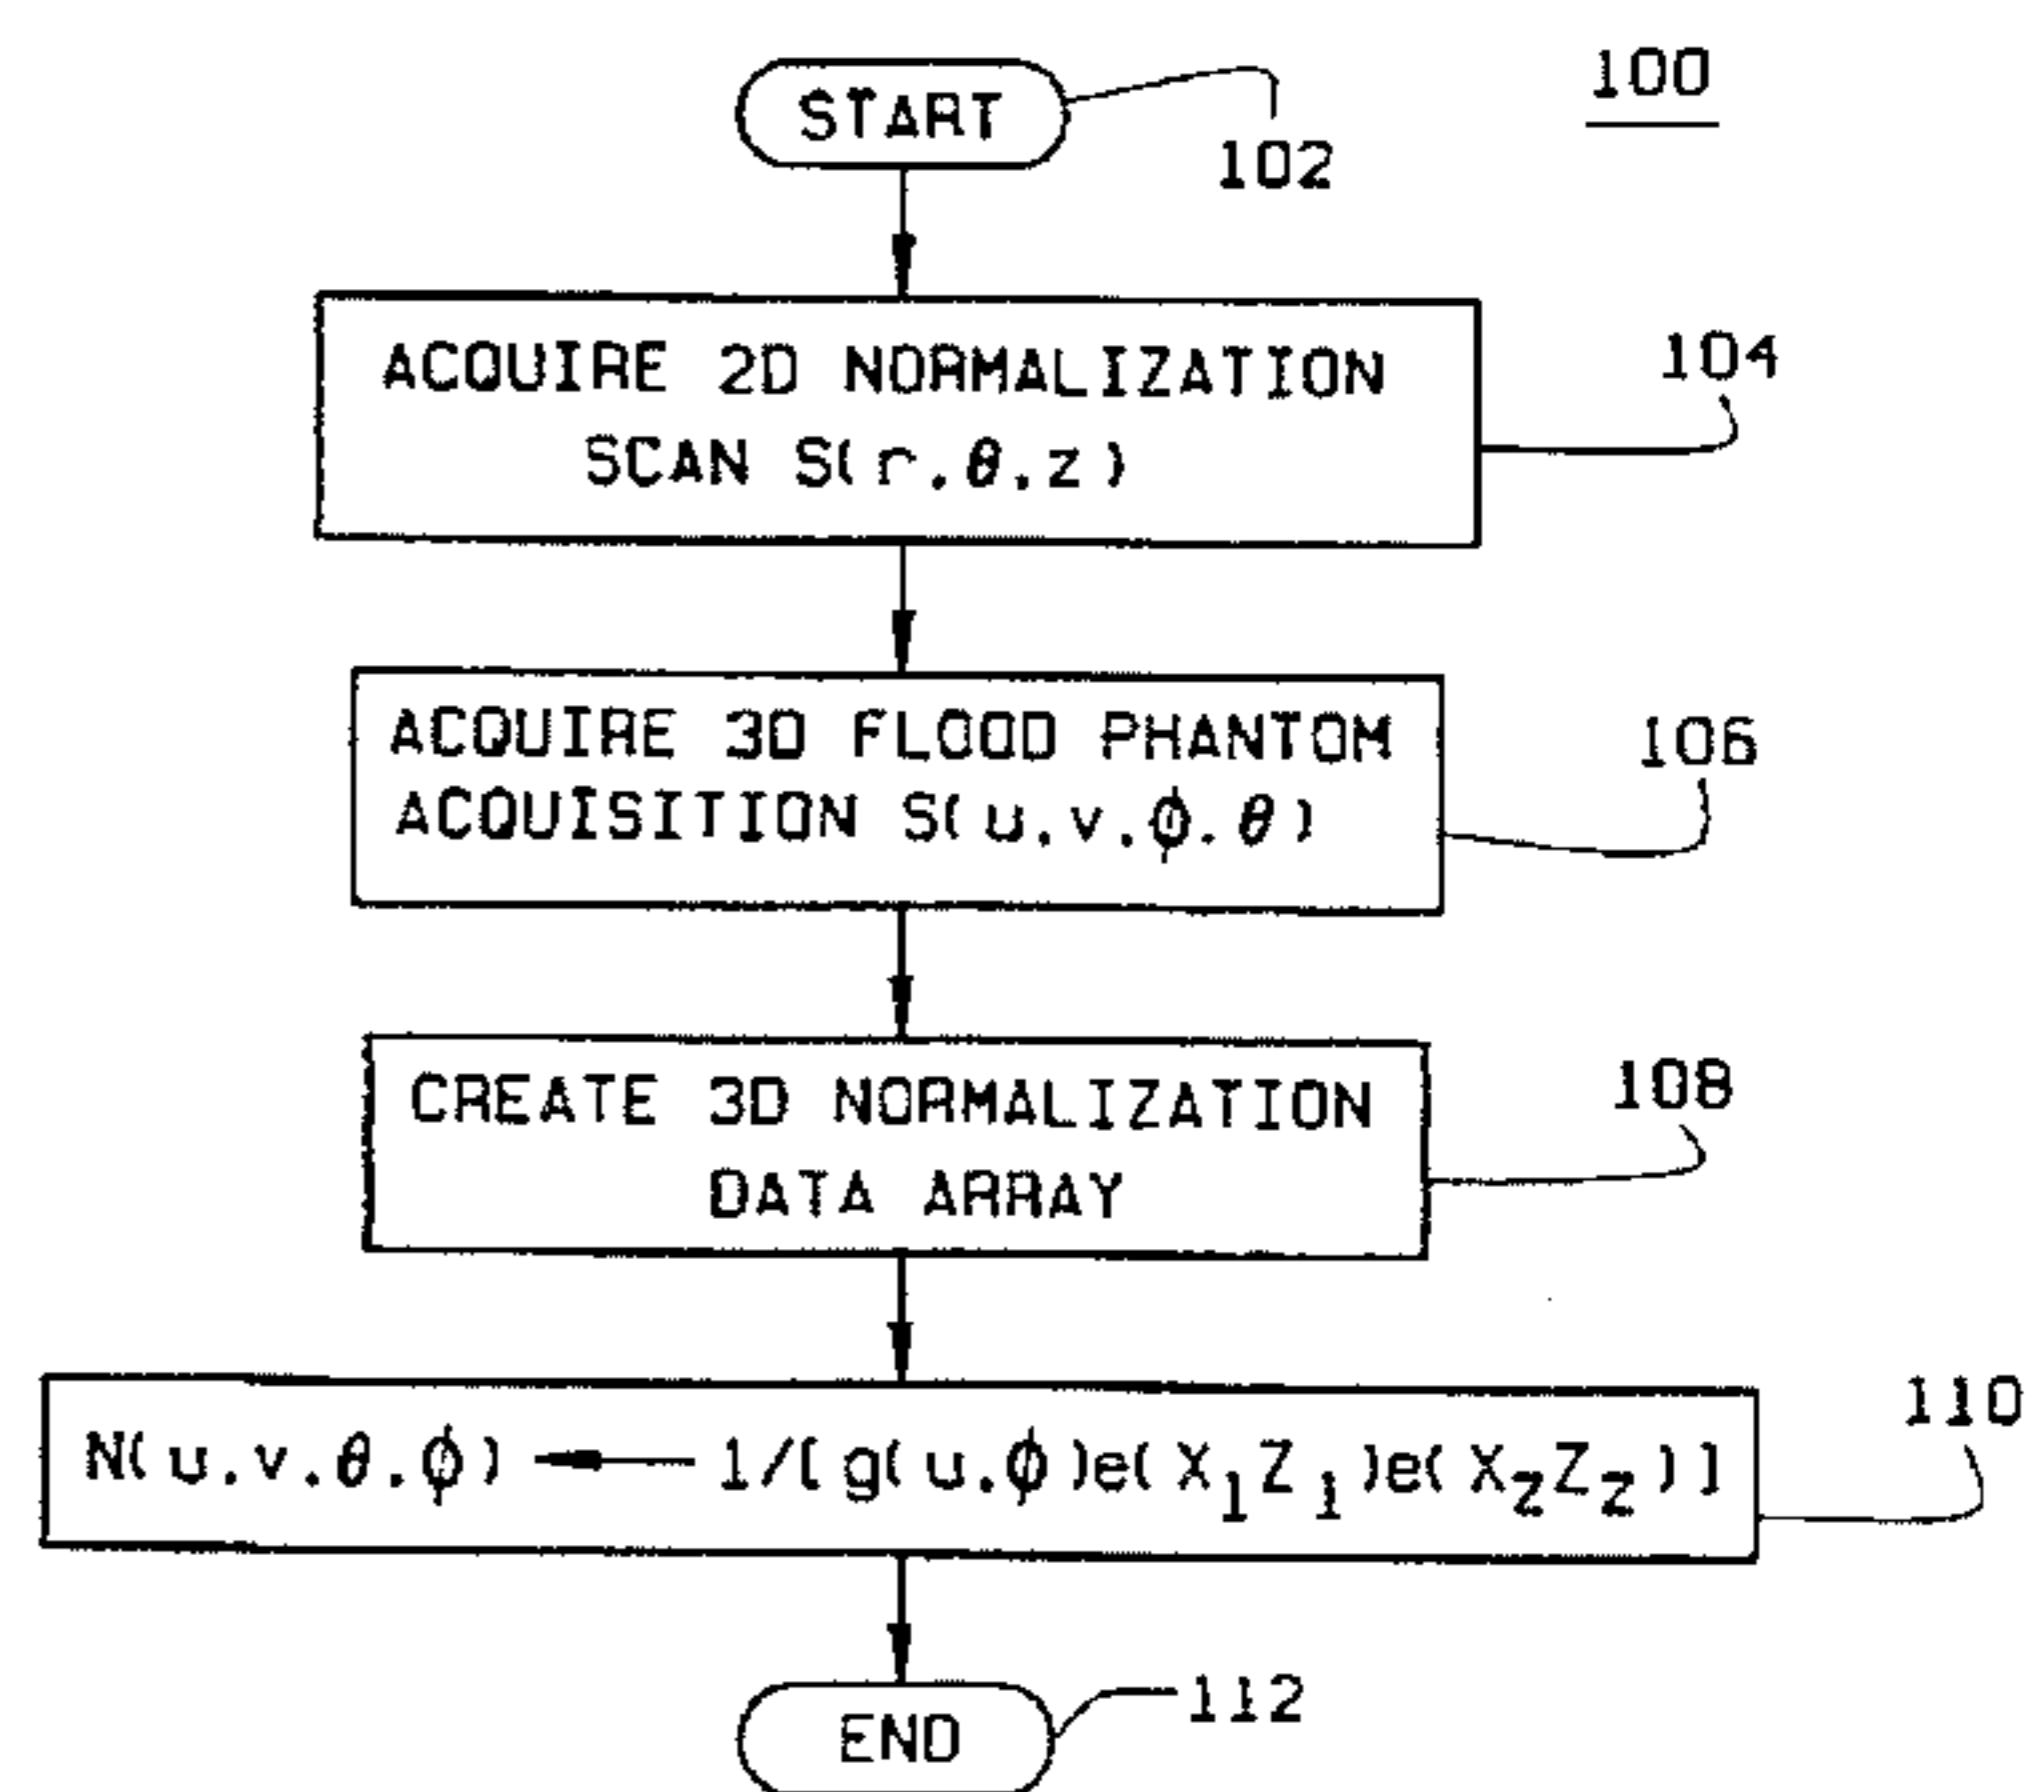 100
START
102
ACQUIRE 2D NORMALIZATION
SCAN S(r.θ.z)
104
ACQUIRE 3D FLOOD PHANTOM
ACQUISITION S(u.v.ϕ.θ)
106
CREATE 3D NORMALIZATION
DATA ARRAY
108
N(u.v.θ.ϕ) ← 1/[g(u.ϕ)e(X₁Z₁)e(X₂Z₂)]
110
END
112